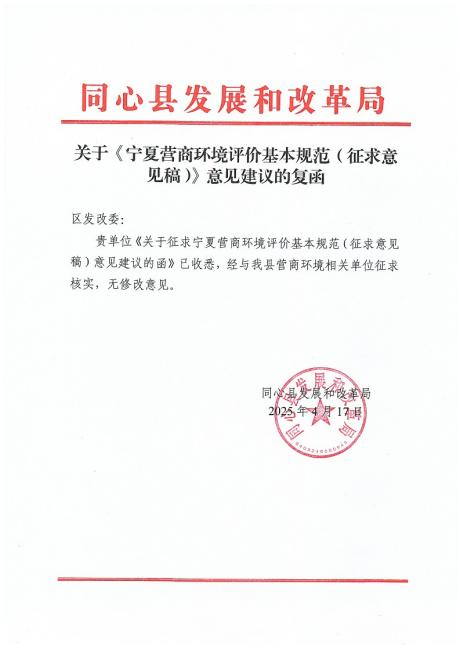 同心县发展和改革局
关于《宁夏营商环境评价基本规范（征求意
见稿）》意见建议的复函
区发改委：
贵单位《关于征求宁夏营商环境评价基本规范（征求意见
稿）意见建议的函》已收悉，经与我县营商环境相关单位征求
核实，无修改意见。
同心县发展和改革局
2025年4月17日
同心县发展和改革局